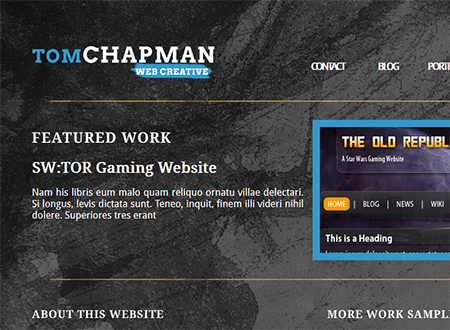 TOMCHAPMAN
WEB CREATIVE
CONTACT BLOG
FEATURED WORK
SW:TOR Gaming Website
Nam his libris eum malo quam reliquo ornatu villae delectari.
Si longus, levis dictata sunt. Teneo, inquit, finem illi videri nihil
dolere. Superiores tres erant
THE OLD REPUBL
A Star Wars Gaming Website
HOME | BLOG | NEWS | WIKI
This is a Heading
ABOUT THIS WEBSITE
MORE WORK SAMPL